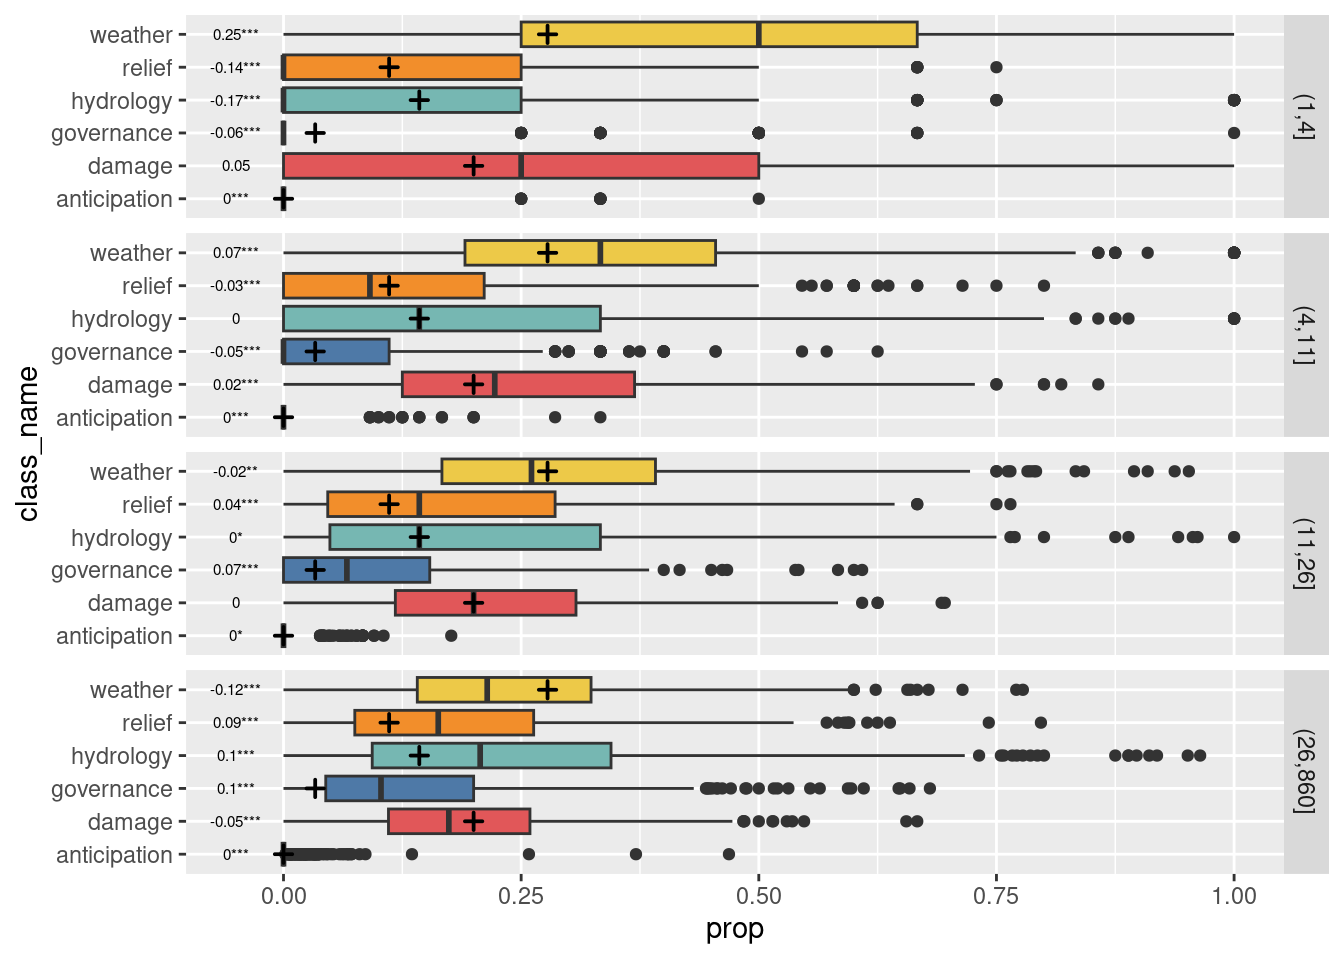 weather 0.25***
relief -0.14***
hydrology -0.17***
governance -0.06***
damage 0.05
anticipation 0***
(1,4]
weather 0.07***
relief -0.03***
hydrology 0
governance -0.05***
damage 0.02***
anticipation 0***
(4,11]
weather -0.02**
relief 0.04***
hydrology 0*
governance 0.07***
damage 0
anticipation 0*
(11,26]
weather -0.12***
relief 0.09***
hydrology 0.1***
governance 0.1***
damage -0.05***
anticipation 0***
(26,860]
class_name
0.00 0.25 0.50 0.75 1.00
prop